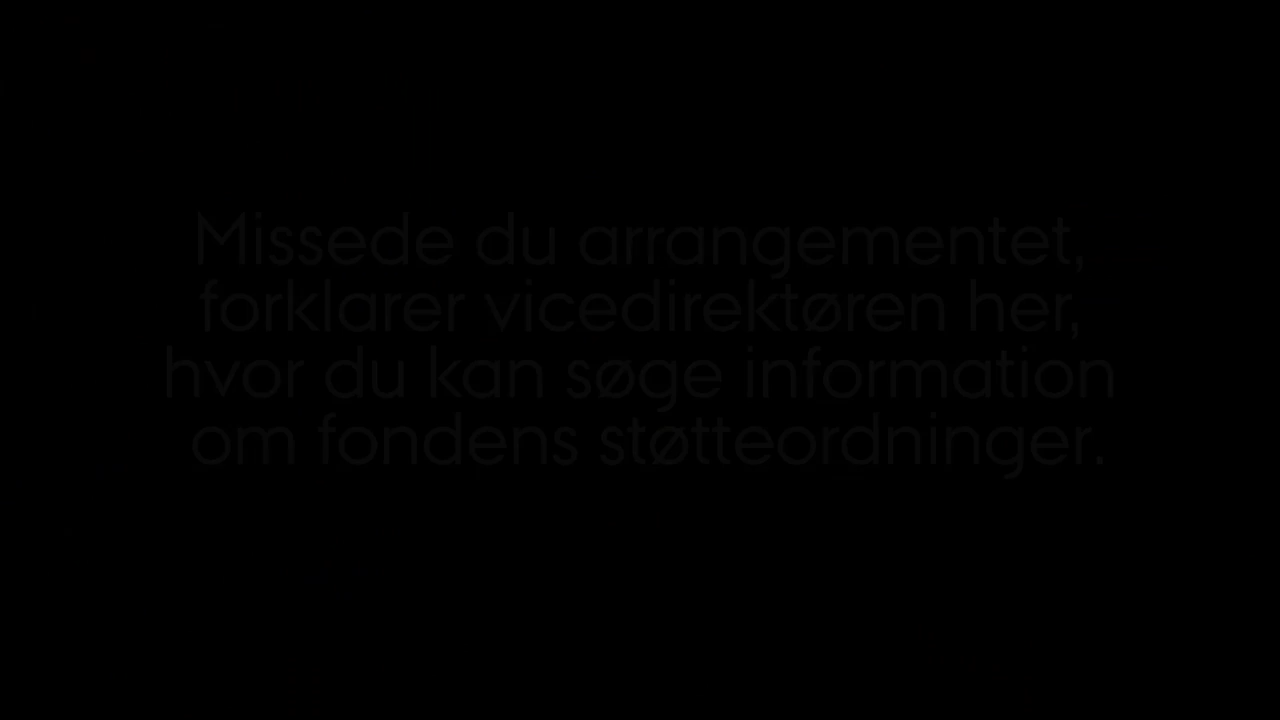 Missede du arrangementet,
forklarer vicedirektøren her,
hvor du kan søge information
om fondens støtteordninger.